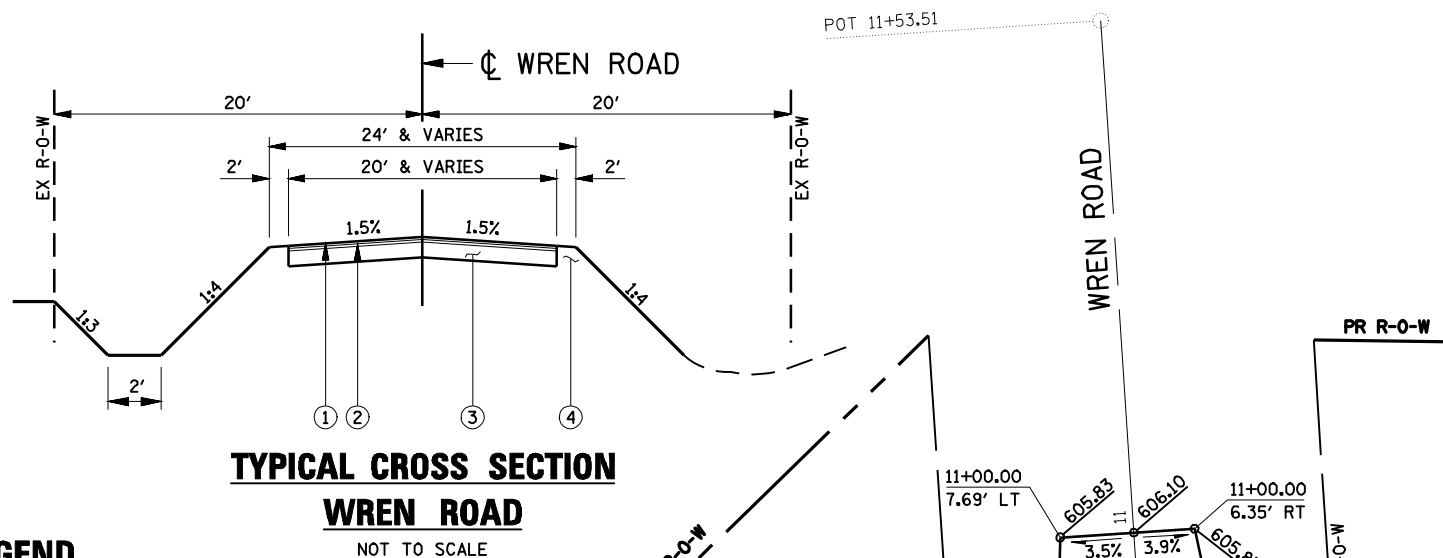 ℄ WREN ROAD
POT 11+53.51
20'
20'
EX R-O-W
EX R-O-W
24' & VARIES
2'
20' & VARIES
2'
1.5%
1.5%
1:4
1:4
1:3
2'
1
2
3
4
TYPICAL CROSS SECTION
WREN ROAD
NOT TO SCALE
WREN ROAD
PR R-O-W
11+00.00
7.69' LT
605.83
11
606.10
11+00.00
6.35' RT
3.5%
3.9%